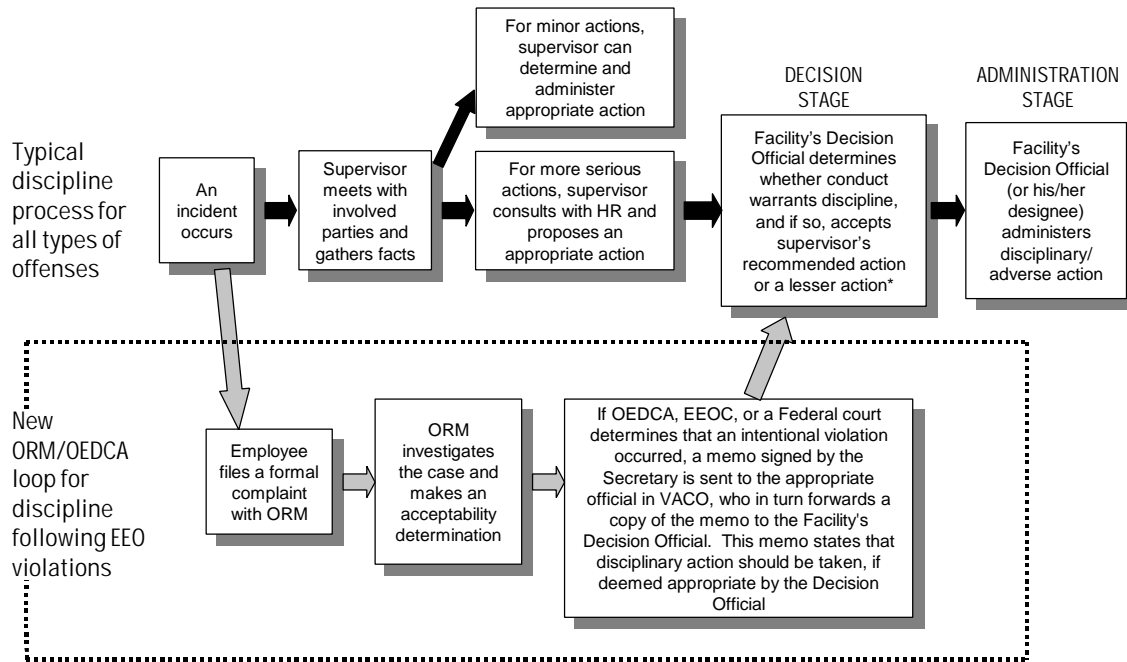 For minor actions,
supervisor can
determine and
administer
appropriate action
DECISION
STAGE
ADMINISTRATION
STAGE
Typical
discipline
process for
all types of
offenses
An
incident
occurs
Supervisor
meets with
involved
parties and
gathers facts
For more serious
actions, supervisor
consults with HR and
proposes an
appropriate action
Facility's Decision
Official determines
whether conduct
warrants discipline,
and if so, accepts
supervisor's
recommended action
or a lesser action*
Facility's
Decision Official
(or his/her
designee)
administers
disciplinary/
adverse action
New
ORM/OEDCA
loop for
discipline
following EEO
violations
Employee
files a formal
complaint
with ORM
ORM
investigates
the case and
makes an
acceptability
determination
If OEDCA, EEOC, or a Federal court
determines that an intentional violation
occurred, a memo signed by the
Secretary is sent to the appropriate
official in VACO, who in turn forwards a
copy of the memo to the Facility's
Decision Official.  This memo states that
disciplinary action should be taken, if
deemed appropriate by the Decision
Official